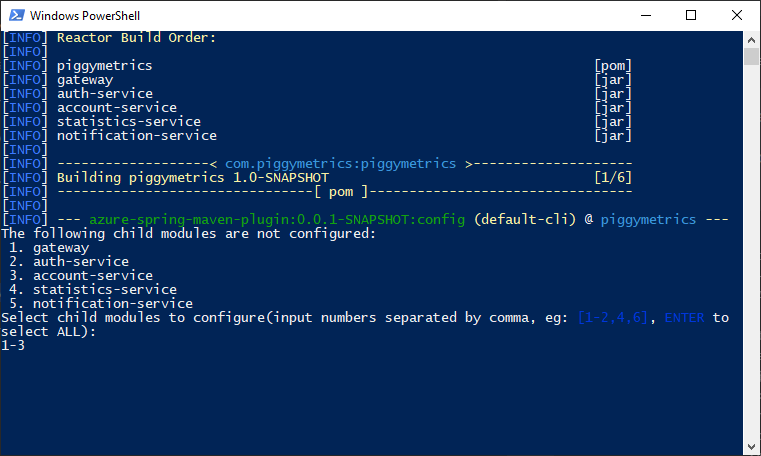 Windows PowerShell
[INFO] Reactor Build Order:
[INFO]
[INFO] piggymetrics [pom]
[INFO] gateway [jar]
[INFO] auth-service [jar]
[INFO] account-service [jar]
[INFO] statistics-service [jar]
[INFO] notification-service [jar]
[INFO]
[INFO] -------------------< com.piggymetrics:piggymetrics >--------------------
[INFO] Building piggymetrics 1.0-SNAPSHOT [1/6]
[INFO] --------------------------------[ pom ]---------------------------------
[INFO]
[INFO] --- azure-spring-maven-plugin:0.0.1-SNAPSHOT:config (default-cli) @ piggymetrics ---
The following child modules are not configured:
1. gateway
2. auth-service
3. account-service
4. statistics-service
5. notification-service
Select child modules to configure(input numbers separated by comma, eg: [1-2,4,6], ENTER to
select ALL):
1-3